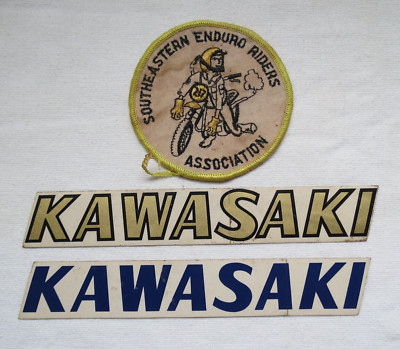 SOUTHEASTERN ENDURO RIDERS
ASSOCIATION
KAWASAKI
KAWASAKI